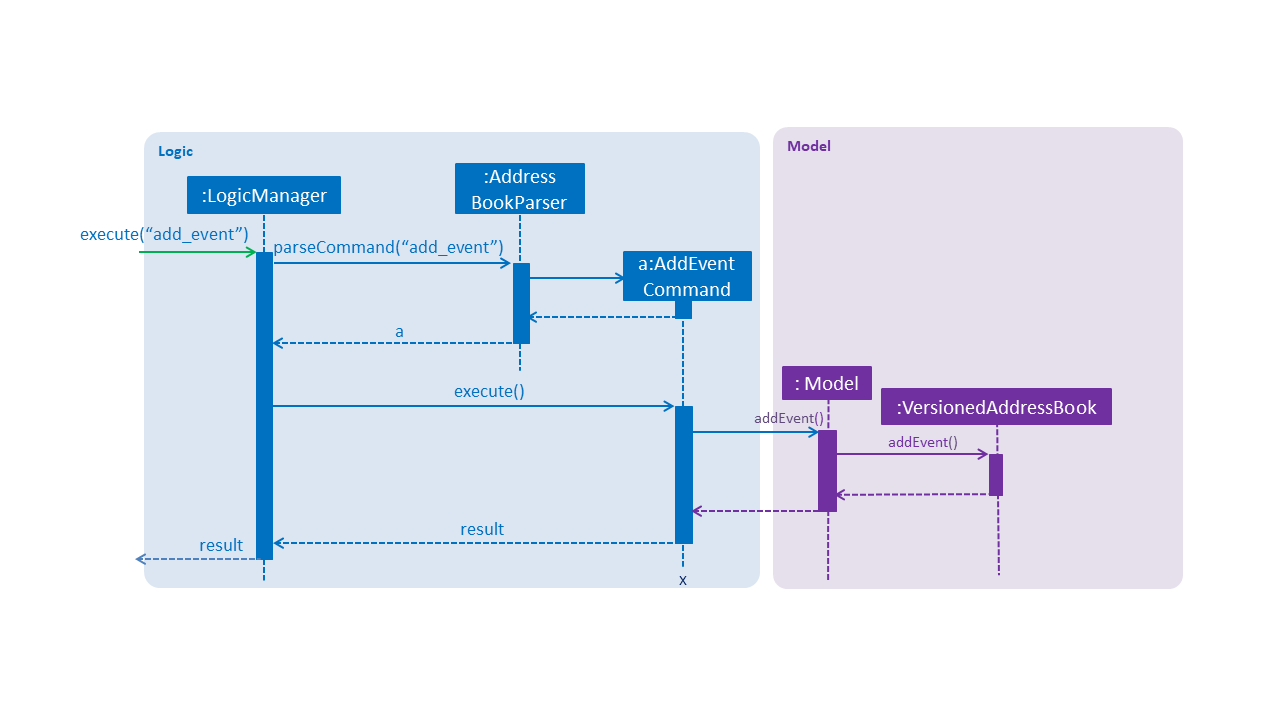 Logic
Model
:LogicManager
:Address
BookParser
execute(“add_event”)
parseCommand(“add_event”)
a:AddEvent
Command
a
execute()
: Model
:VersionedAddressBook
addEvent()
addEvent()
result
result
x